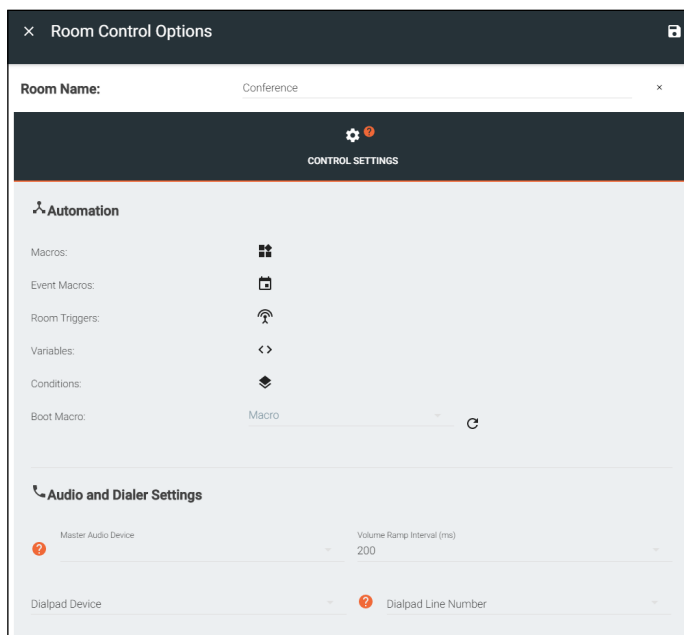 Room Control Options
Room Name: Conference ×
?
CONTROL SETTINGS
Automation
Macros:
Event Macros:
Room Triggers:
Variables:
Conditions:
Boot Macro: Macro
Audio and Dialer Settings
Master Audio Device Volume Ramp Interval (ms)
? 200
Dialpad Device ? Dialpad Line Number